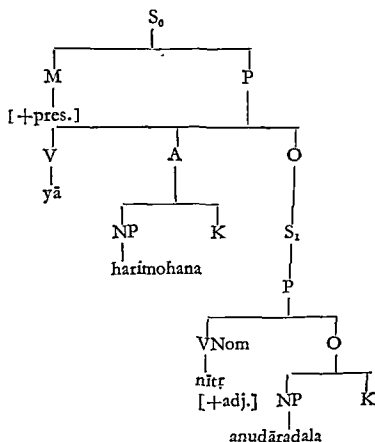 S₀
M P
[+pres.]
V A O
yā
NP K S₁
harimohana
P
VNom O
nītṛ
[+adj.] NP K
anudāradala